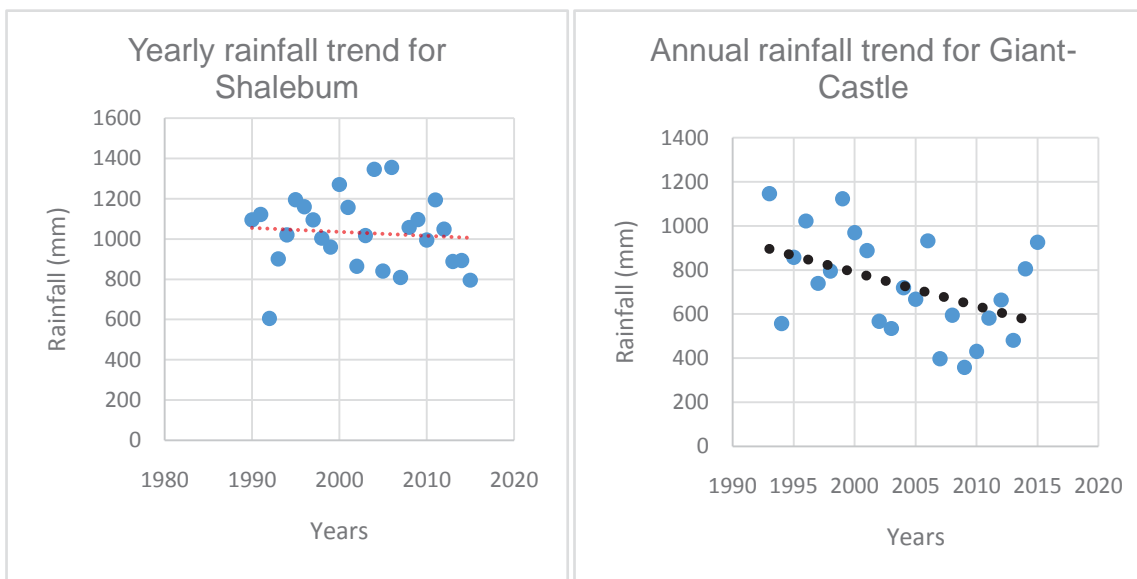 Yearly rainfall trend for
Shalebum
1600
1400
1200
1000
800
600
400
200
0
1980 1990 2000 2010 2020
Rainfall (mm)
Years
Annual rainfall trend for Giant-
Castle
1400
1200
1000
800
600
400
200
0
1990 1995 2000 2005 2010 2015 2020
Rainfall (mm)
Years